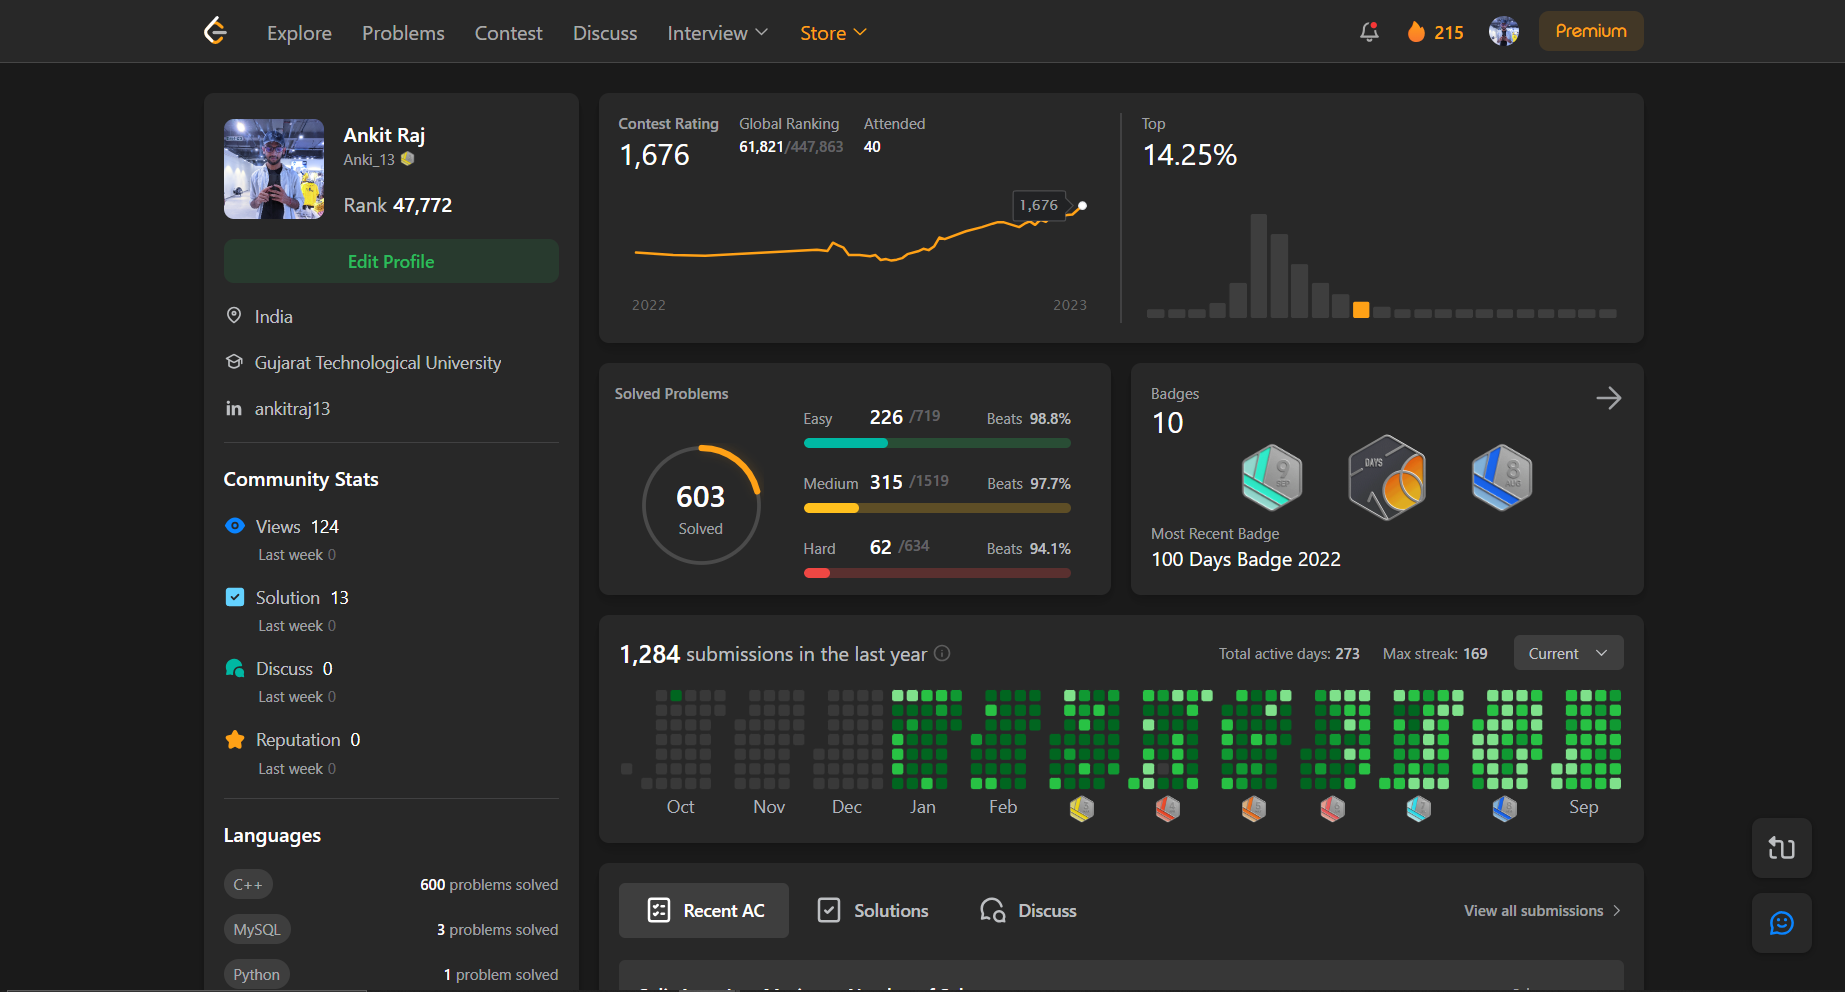 Explore Problems Contest Discuss Interview Store 215 Premium
Ankit Raj
Anki_13
Rank 47,772
Edit Profile
India
Gujarat Technological University
in ankitraj13
Community Stats
Views 124
Last week 0
Solution 13
Last week 0
Discuss 0
Last week 0
Reputation 0
Last week 0
Languages
C++ 600 problems solved
MySQL 3 problems solved
Python 1 problem solved
Contest Rating Global Ranking Attended
1,676 61,821/447,863 40
1,676
2022 2023
Top
14.25%
Solved Problems
603
Solved
Easy 226 /719 Beats 98.8%
Medium 315 /1519 Beats 97.7%
Hard 62 /634 Beats 94.1%
Badges
10
9
SEP
DAYS
8
AUG
Most Recent Badge
100 Days Badge 2022
1,284 submissions in the last year Total active days: 273 Max streak: 169 Current
Oct Nov Dec Jan Feb Sep
Recent AC Solutions Discuss View all submissions